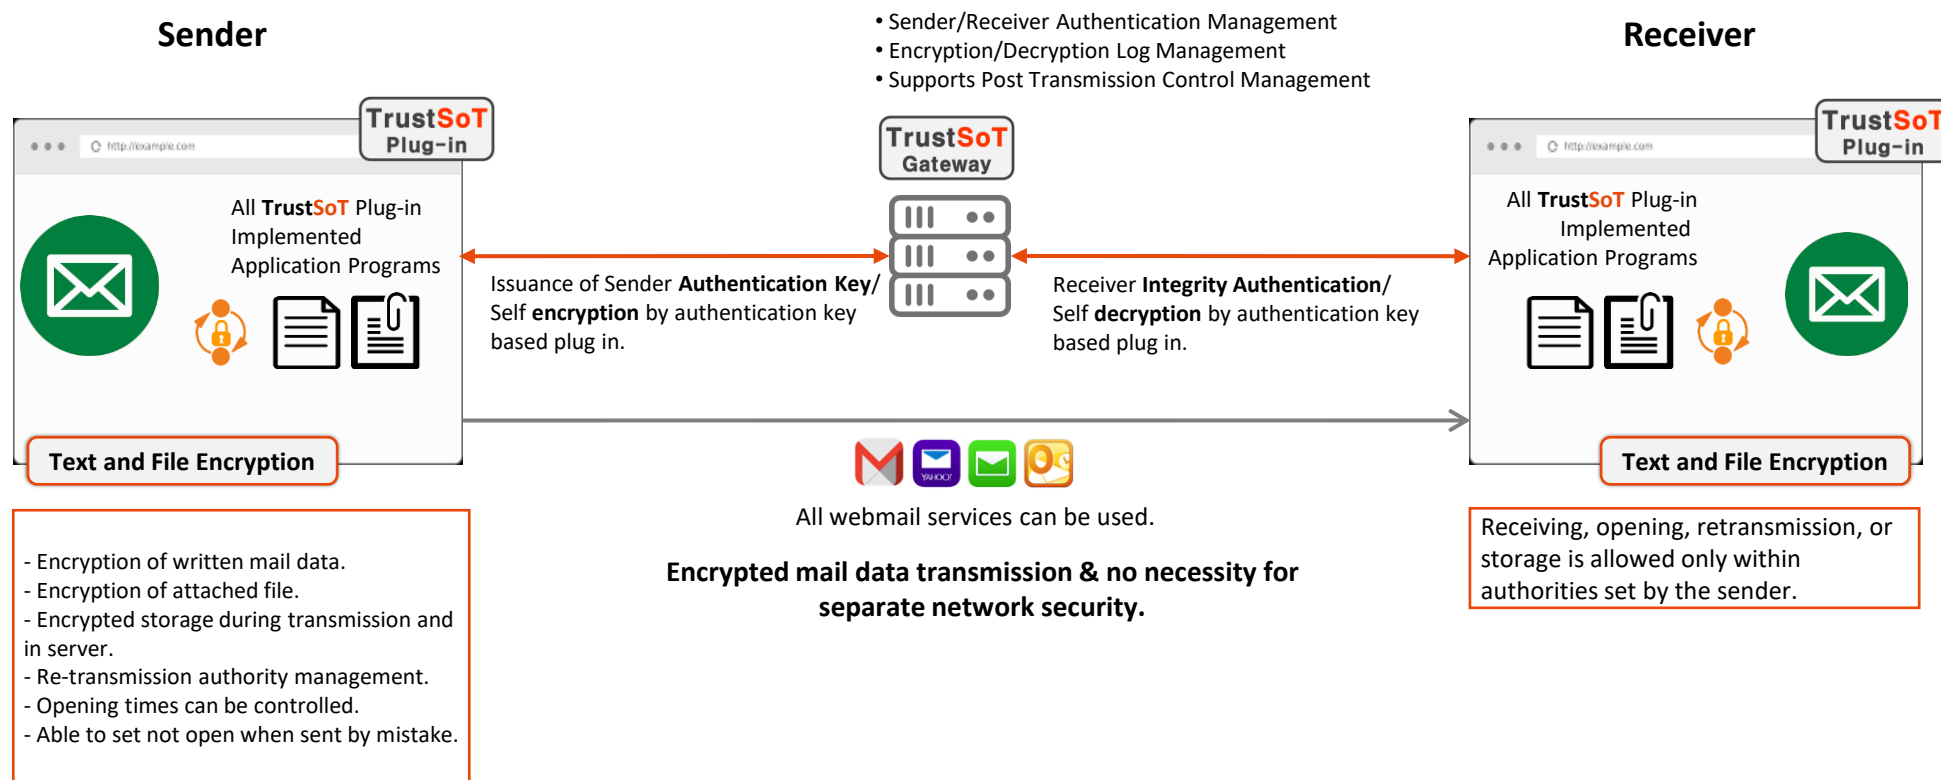 Sender
• Sender/Receiver Authentication Management
• Encryption/Decryption Log Management
• Supports Post Transmission Control Management
Receiver
TrustSoT
Plug-in
http://example.com
All TrustSoT Plug-in
Implemented
Application Programs
Text and File Encryption
TrustSoT
Gateway
Issuance of Sender Authentication Key/
Self encryption by authentication key
based plug in.
Receiver Integrity Authentication/
Self decryption by authentication key
based plug in.
TrustSoT
Plug-in
http://example.com
All TrustSoT Plug-in
Implemented
Application Programs
Text and File Encryption
YAHOO!
All webmail services can be used.
Encrypted mail data transmission & no necessity for
separate network security.
- Encryption of written mail data.
- Encryption of attached file.
- Encrypted storage during transmission and
in server.
- Re-transmission authority management.
- Opening times can be controlled.
- Able to set not open when sent by mistake.
Receiving, opening, retransmission, or
storage is allowed only within
authorities set by the sender.